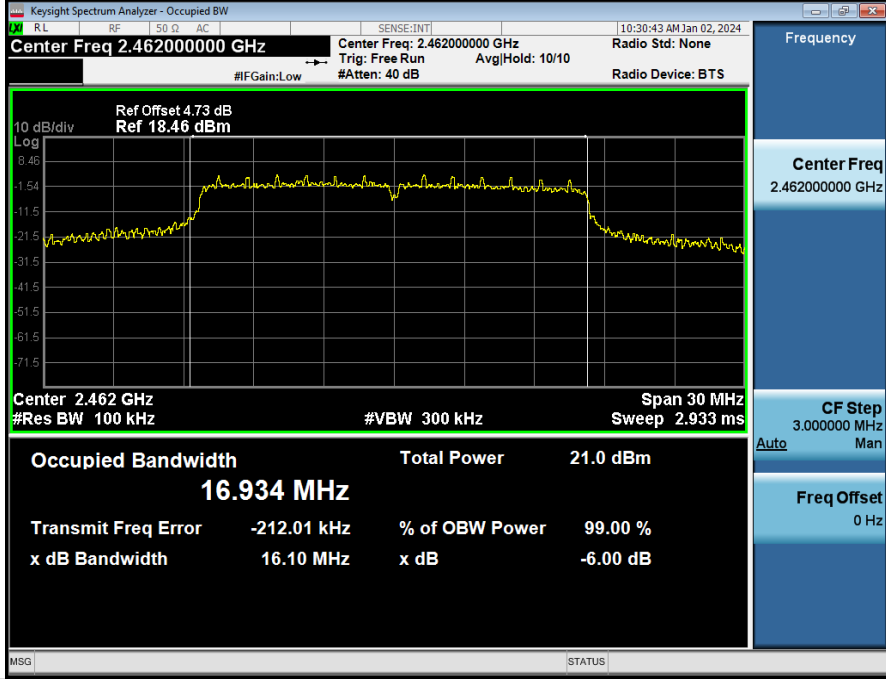 Keysight Spectrum Analyzer - Occupied BW
LXI RL RF 50 Ω AC SENSE:INT 10:30:43 AM Jan 02, 2024
Center Freq 2.462000000 GHz
Center Freq: 2.462000000 GHz
Radio Std: None
Trig: Free Run Avg|Hold: 10/10
#IFGain:Low
#Atten: 40 dB
Radio Device: BTS
Ref Offset 4.73 dB
10 dB/div Ref 18.46 dBm
Log
8.46
-1.54
-11.5
-21.5
-31.5
-41.5
-51.5
-61.5
-71.5
Center 2.462 GHz Span 30 MHz
#Res BW 100 kHz #VBW 300 kHz Sweep 2.933 ms
Occupied Bandwidth Total Power 21.0 dBm
16.934 MHz
Transmit Freq Error -212.01 kHz % of OBW Power 99.00 %
x dB Bandwidth 16.10 MHz x dB -6.00 dB
MSG STATUS
Frequency
Center Freq
2.462000000 GHz
CF Step
3.000000 MHz
Auto Man
Freq Offset
0 Hz